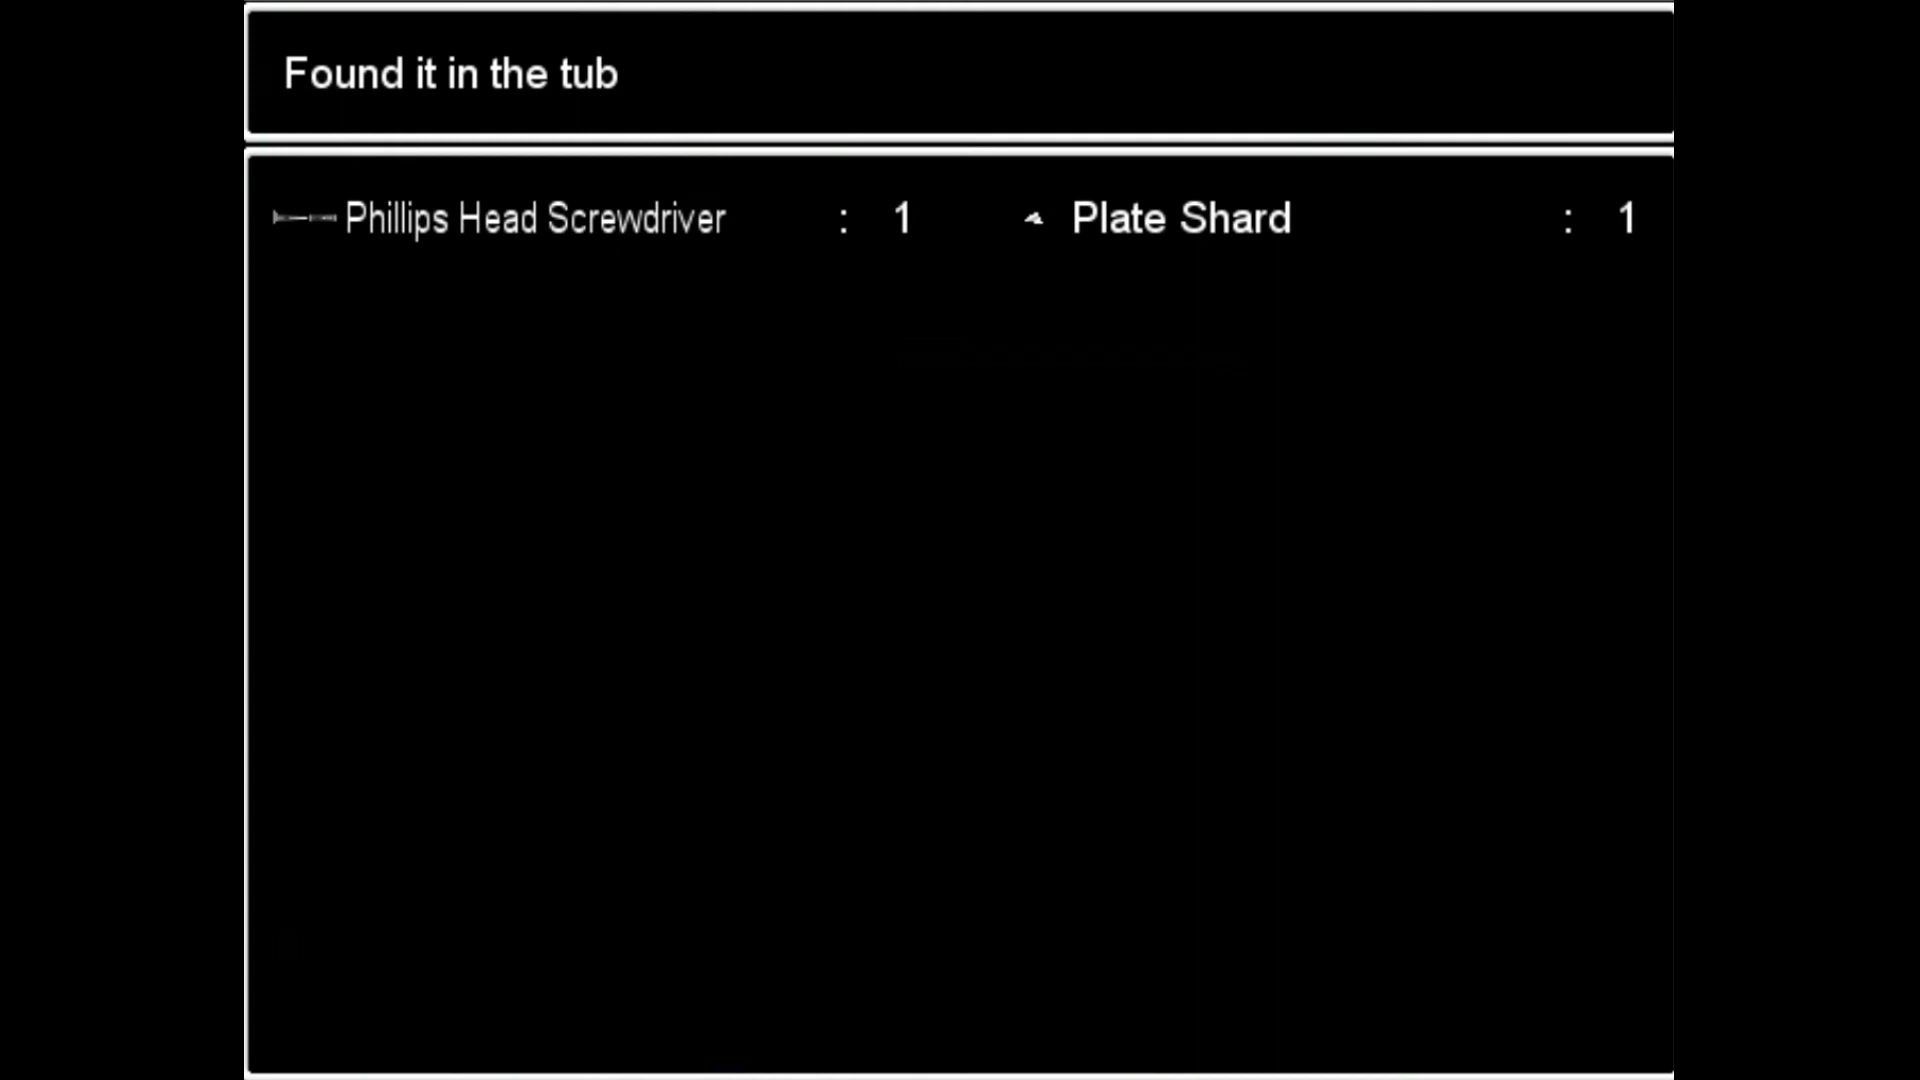 Found it in the tub
Phillips Head Screwdriver : 1 Plate Shard : 1